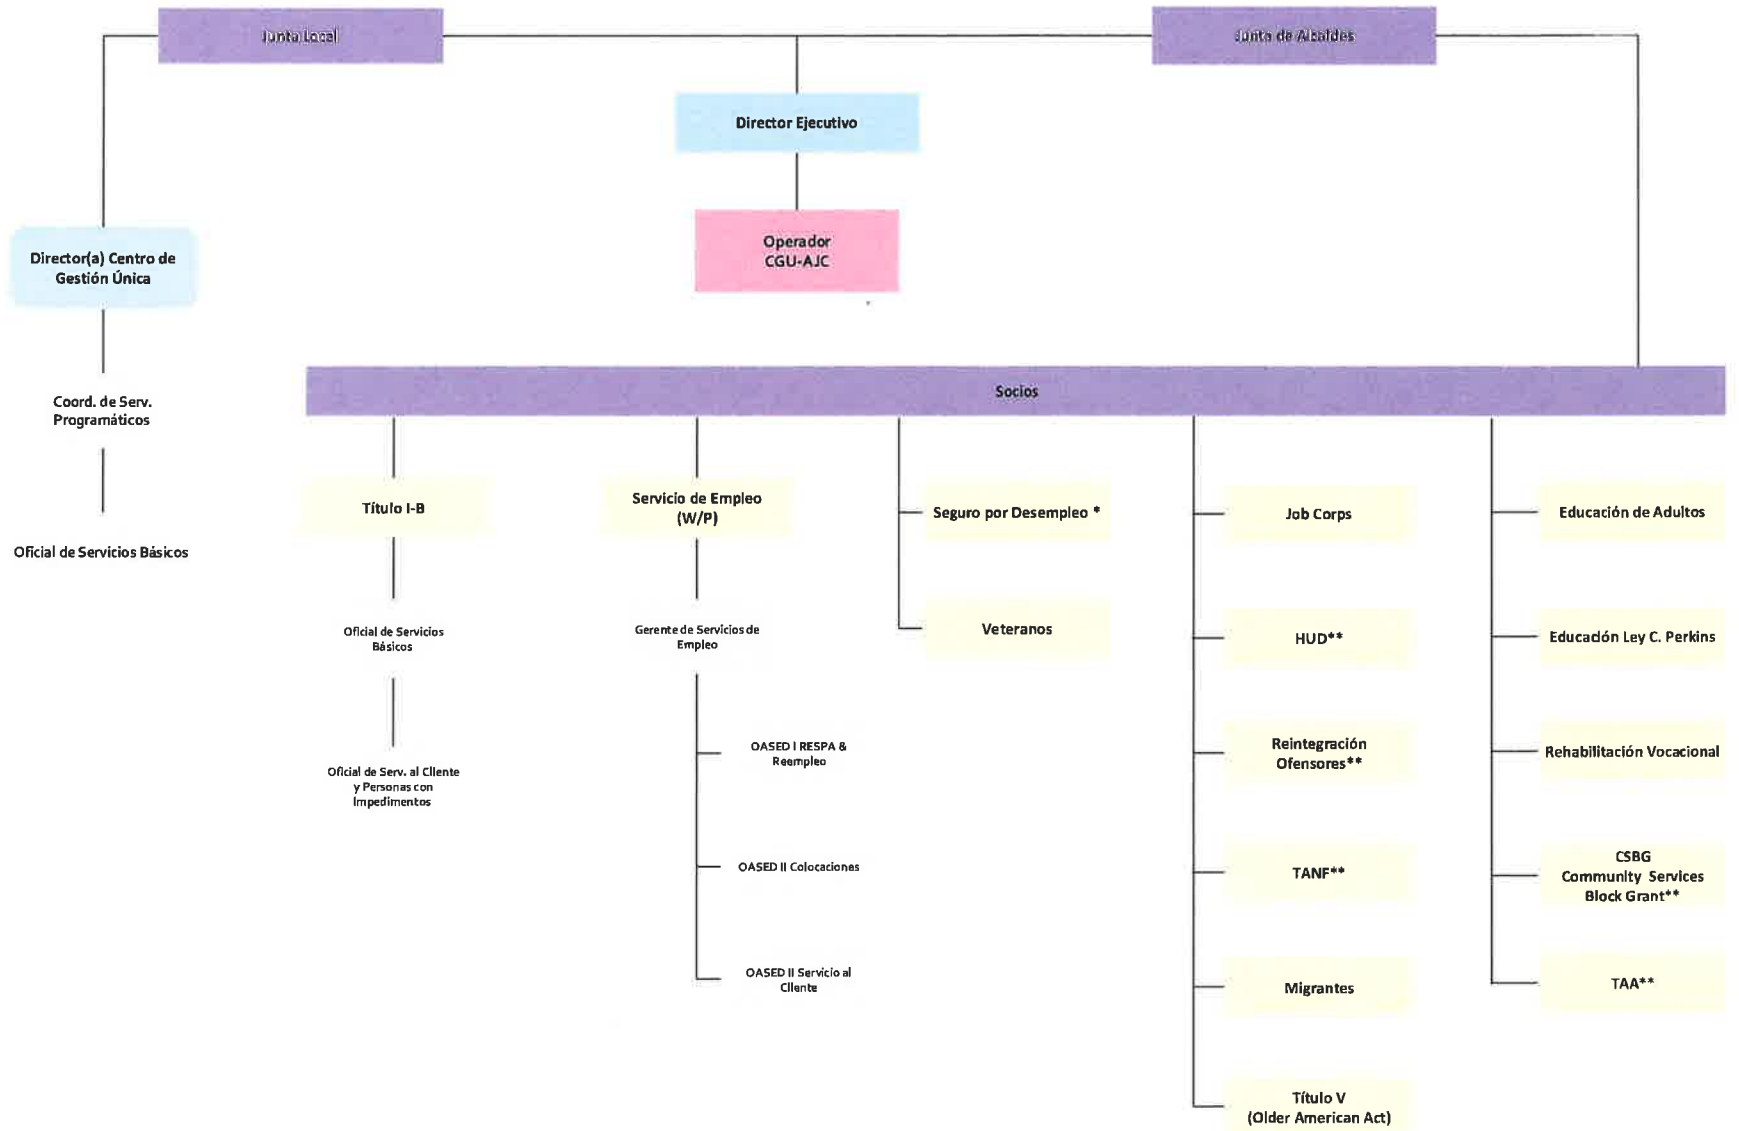 Junta Local
Junta de Alcaldes
Director Ejecutivo
Operador
CGU-AJC
Director(a) Centro de
Gestión Única
Coord. de Serv.
Programáticos
Oficial de Servicios Básicos
Socios
Título I-B
Oficial de Servicios
Básicos
Oficial de Serv. al Cliente
y Personas con
Impedimentos
Servicio de Empleo
(W/P)
Gerente de Servicios de
Empleo
OASED I RESPA &
Reempleo
OASED II Colocaciones
OASED II Servicio al
Cliente
Seguro por Desempleo *
Veteranos
Job Corps
HUD**
Reintegración
Ofensores**
TANF**
Migrantes
Título V
(Older American Act)
Educación de Adultos
Educación Ley C. Perkins
Rehabilitación Vocacional
CSBG
Community Services
Block Grant**
TAA**